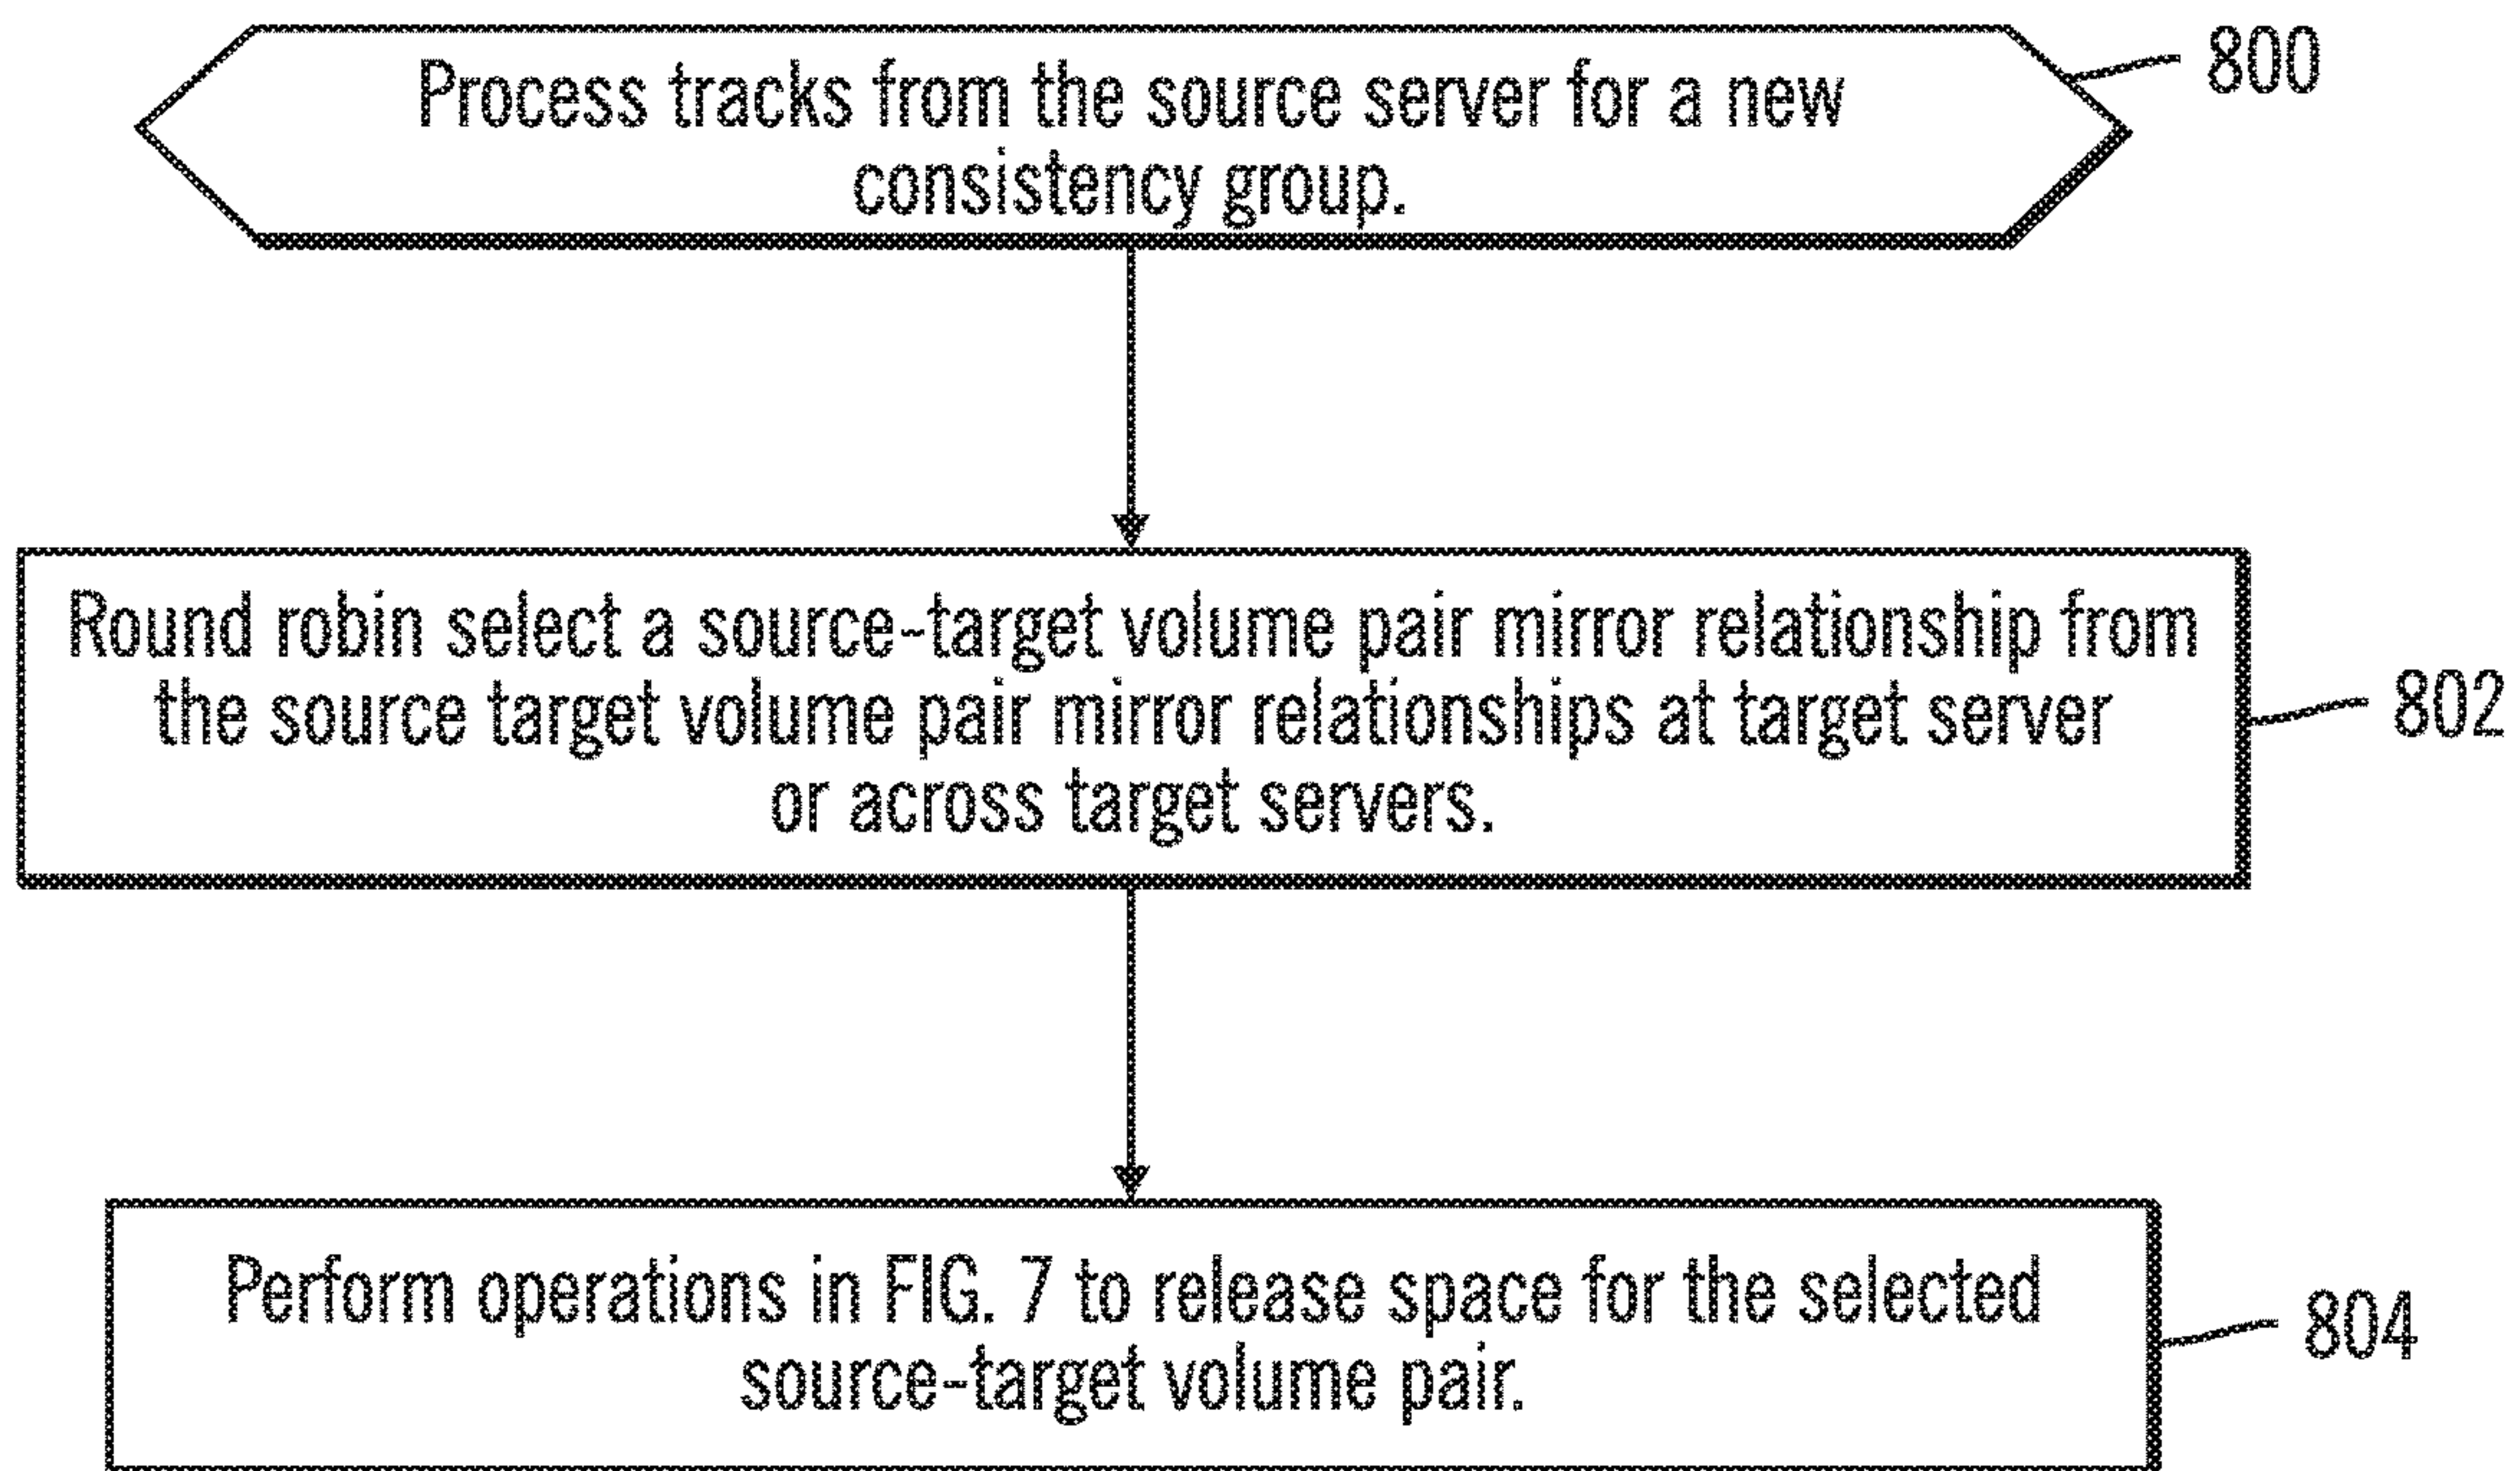 Process tracks from the source server for a new
consistency group.
800
Round robin select a source-target volume pair mirror relationship from
the source target volume pair mirror relationships at target server
or across target servers.
802
Perform operations in FIG. 7 to release space for the selected
source-target volume pair.
804